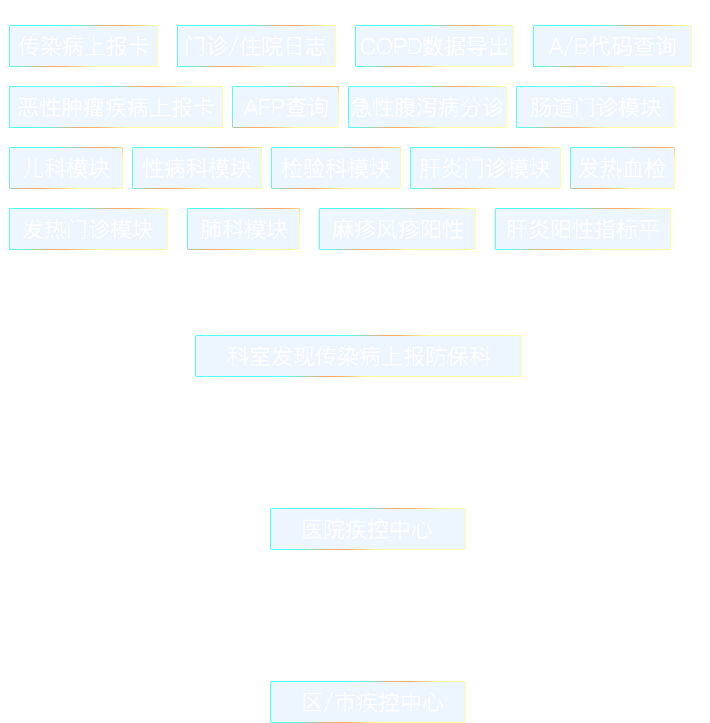 传染病上报卡 门诊/住院日志 COPD数据导出 A/B代码查询
恶性肿瘤疾病上报卡 AFP查询 急性腹泻病分诊 肠道门诊模块
儿科模块 性病科模块 检验科模块 肝炎门诊模块 发热血检
发热门诊模块 肺科模块 麻疹风疹阳性 肝炎阳性指标平
科室发现传染病上报防保科
医院疾控中心
区/市疾控中心